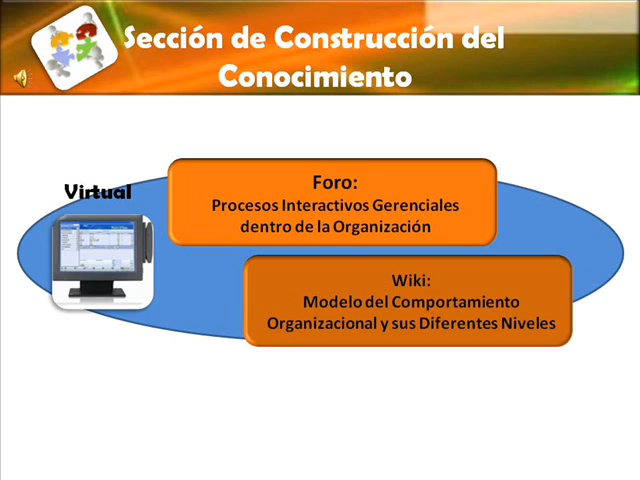 Sección de Construcción del
Conocimiento
Virtual
Foro:
Procesos Interactivos Gerenciales
dentro de la Organización
Wiki:
Modelo del Comportamiento
Organizacional y sus Diferentes Niveles